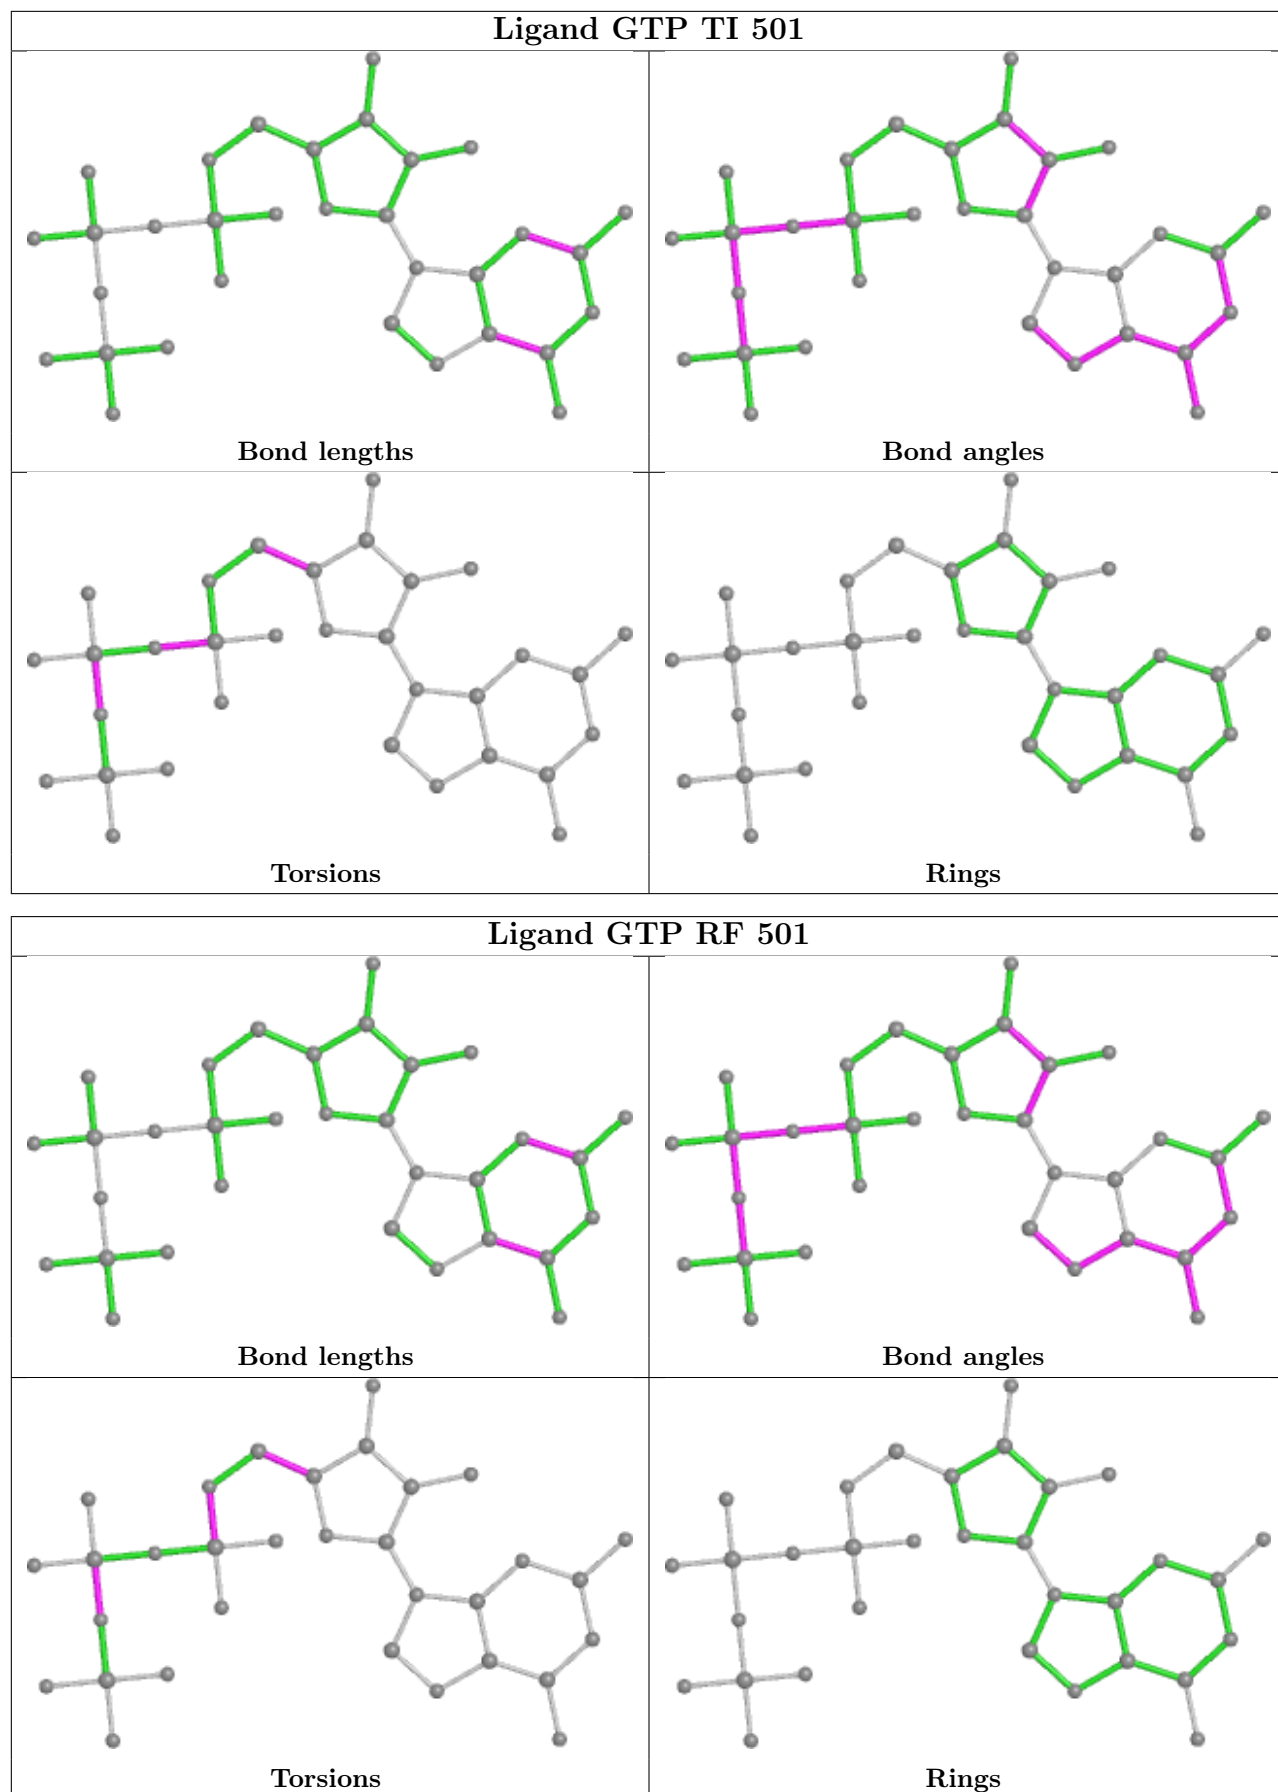 Ligand GTP TI 501
Bond lengths
Bond angles
Torsions
Rings
Ligand GTP RF 501
Bond lengths
Bond angles
Torsions
Rings